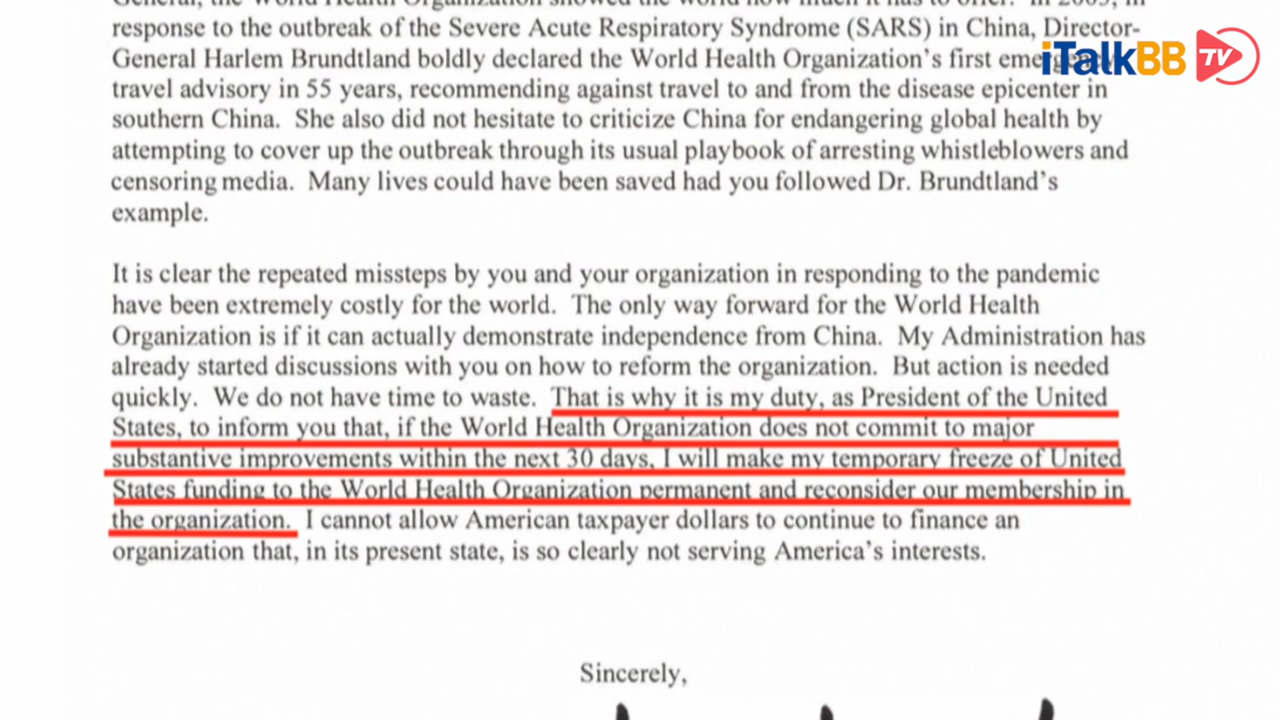 response to the outbreak of the Severe Acute Respiratory Syndrome (SARS) in China, Director-
General Harlem Brundtland boldly declared the World Health Organization's first emergency
travel advisory in 55 years, recommending against travel to and from the disease epicenter in
southern China. She also did not hesitate to criticize China for endangering global health by
attempting to cover up the outbreak through its usual playbook of arresting whistleblowers and
censoring media. Many lives could have been saved had you followed Dr. Brundtland's
example.
It is clear the repeated missteps by you and your organization in responding to the pandemic
have been extremely costly for the world. The only way forward for the World Health
Organization is if it can actually demonstrate independence from China. My Administration has
already started discussions with you on how to reform the organization. But action is needed
quickly. We do not have time to waste. That is why it is my duty, as President of the United
States, to inform you that, if the World Health Organization does not commit to major
substantive improvements within the next 30 days, I will make my temporary freeze of United
States funding to the World Health Organization permanent and reconsider our membership in
the organization. I cannot allow American taxpayer dollars to continue to finance an
organization that, in its present state, is so clearly not serving America's interests.
Sincerely,
iTalkBB TV